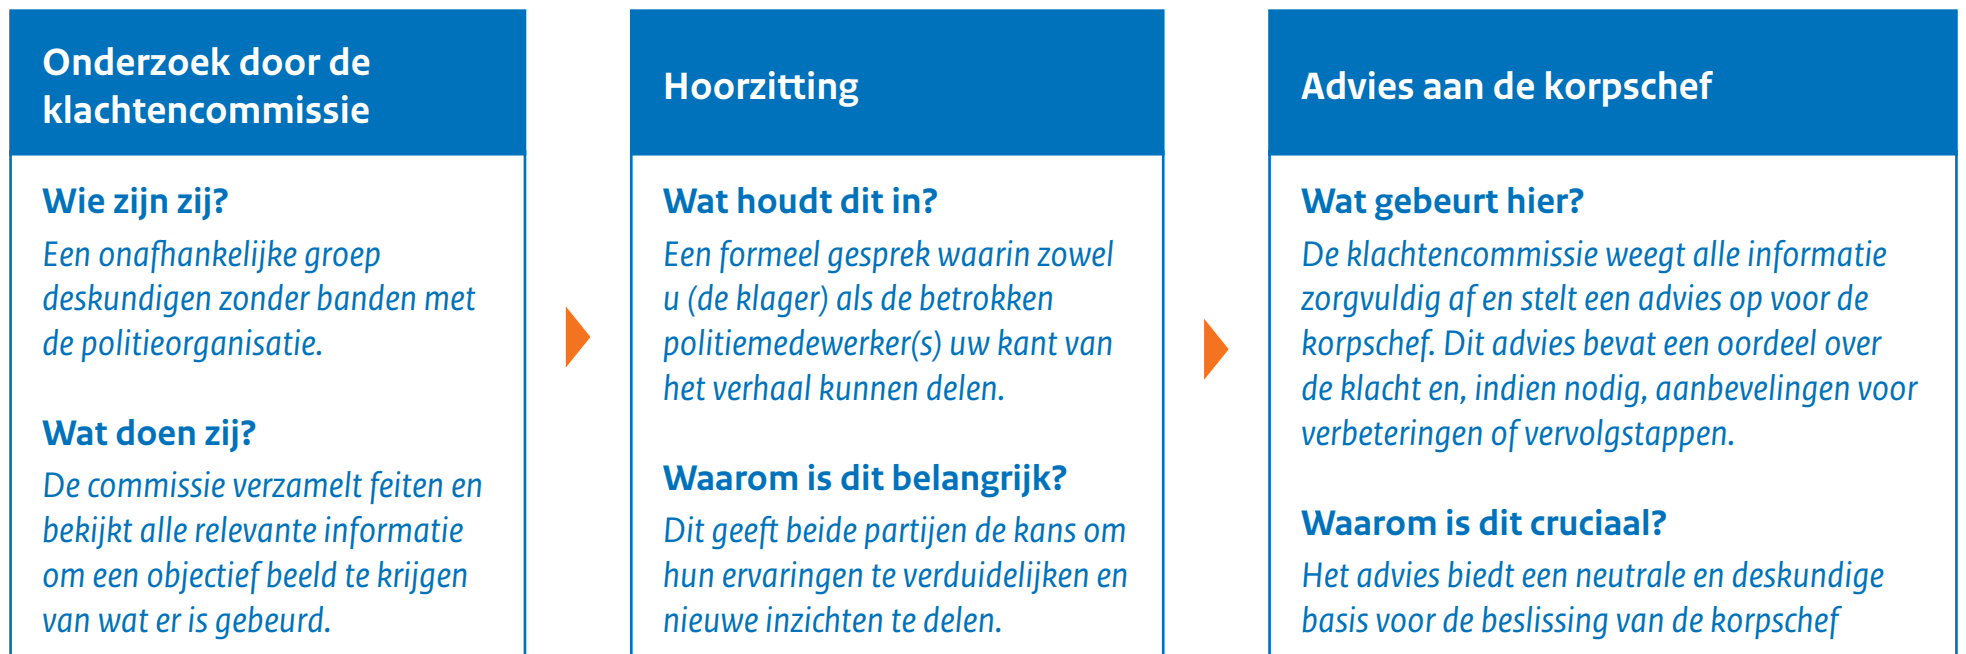 Onderzoek door de
klachtencommissie
Wie zijn zij?
Een onafhankelijke groep
deskundigen zonder banden met
de politieorganisatie.
Wat doen zij?
De commissie verzamelt feiten en
bekijkt alle relevante informatie
om een objectief beeld te krijgen
van wat er is gebeurd.
Hoorzitting
Wat houdt dit in?
Een formeel gesprek waarin zowel
u (de klager) als de betrokken
politiemedewerker(s) uw kant van
het verhaal kunnen delen.
Waarom is dit belangrijk?
Dit geeft beide partijen de kans om
hun ervaringen te verduidelijken en
nieuwe inzichten te delen.
Advies aan de korpschef
Wat gebeurt hier?
De klachtencommissie weegt alle informatie
zorgvuldig af en stelt een advies op voor de
korpschef. Dit advies bevat een oordeel over
de klacht en, indien nodig, aanbevelingen voor
verbeteringen of vervolgstappen.
Waarom is dit cruciaal?
Het advies biedt een neutrale en deskundige
basis voor de beslissing van de korpschef